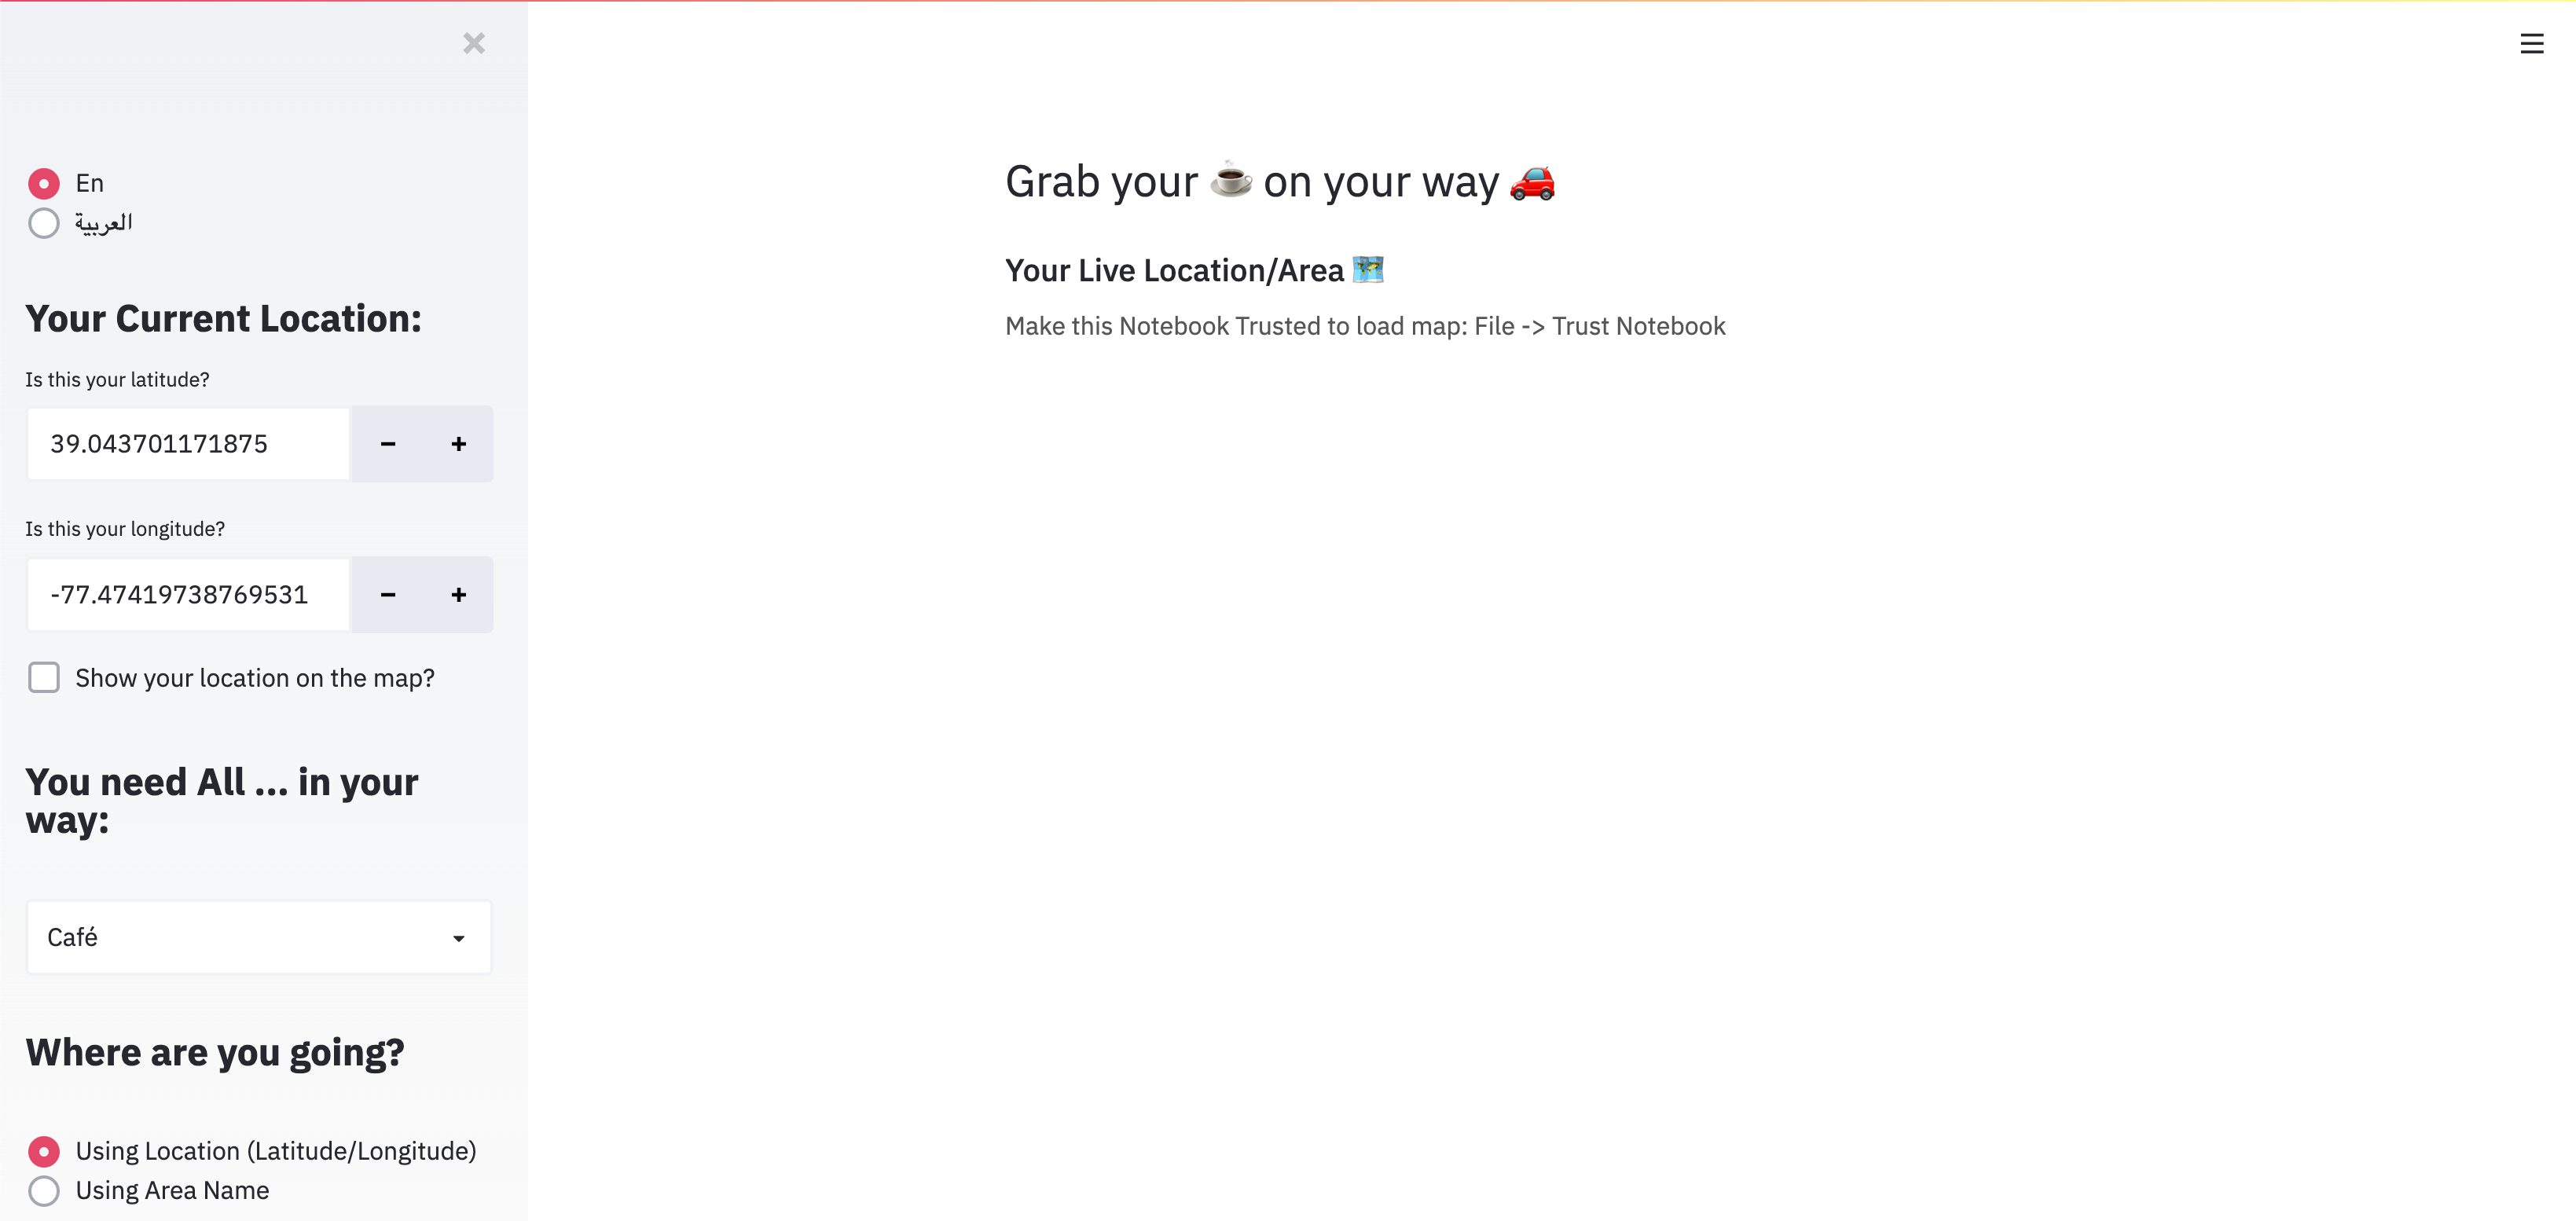 En
العربية
Your Current Location:
Is this your latitude?
39.043701171875
Is this your longitude?
-77.47419738769531
Show your location on the map?
You need All ... in your
way:
Café
Where are you going?
Using Location (Latitude/Longitude)
Using Area Name
Grab your ☕ on your way 🚗
Your Live Location/Area 🗺️
Make this Notebook Trusted to load map: File -> Trust Notebook